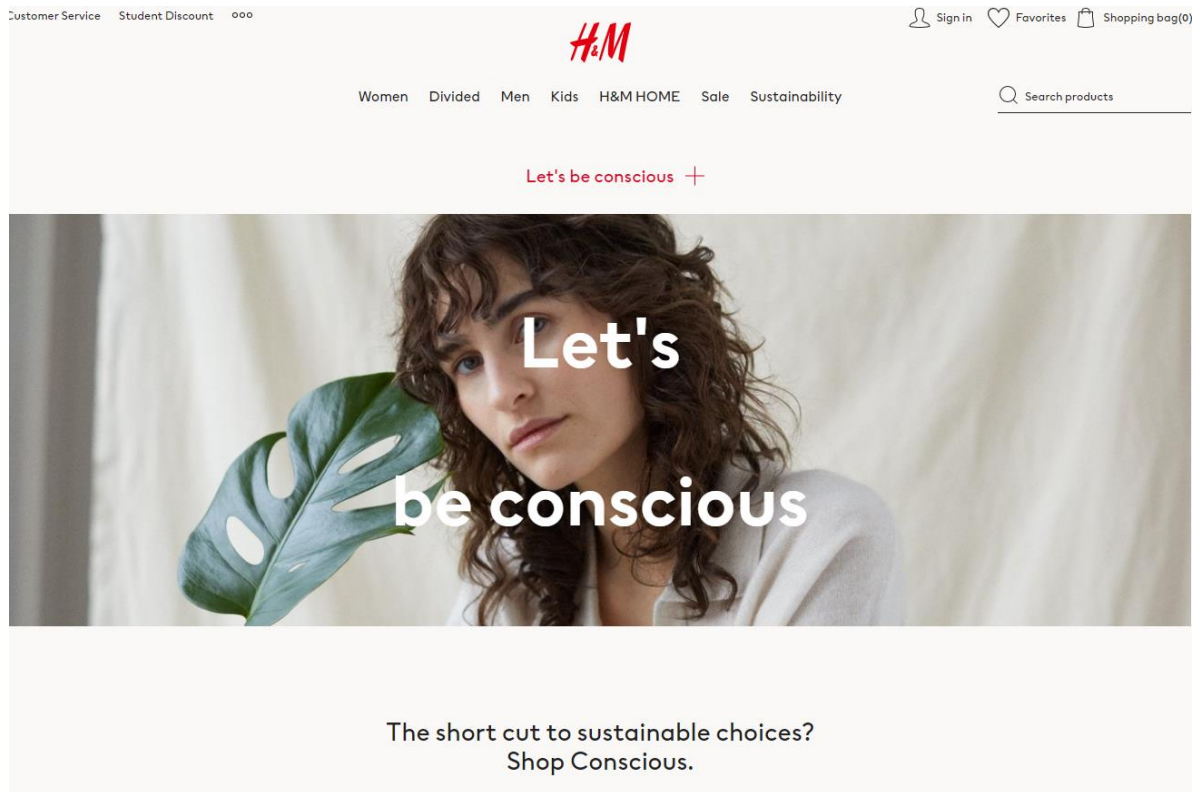 Customer Service Student Discount ooo
Sign in Favorites Shopping bag(0)
H&M
Women Divided Men Kids H&M HOME Sale Sustainability
Search products
Let's be conscious +
Let's
be conscious
The short cut to sustainable choices?
Shop Conscious.